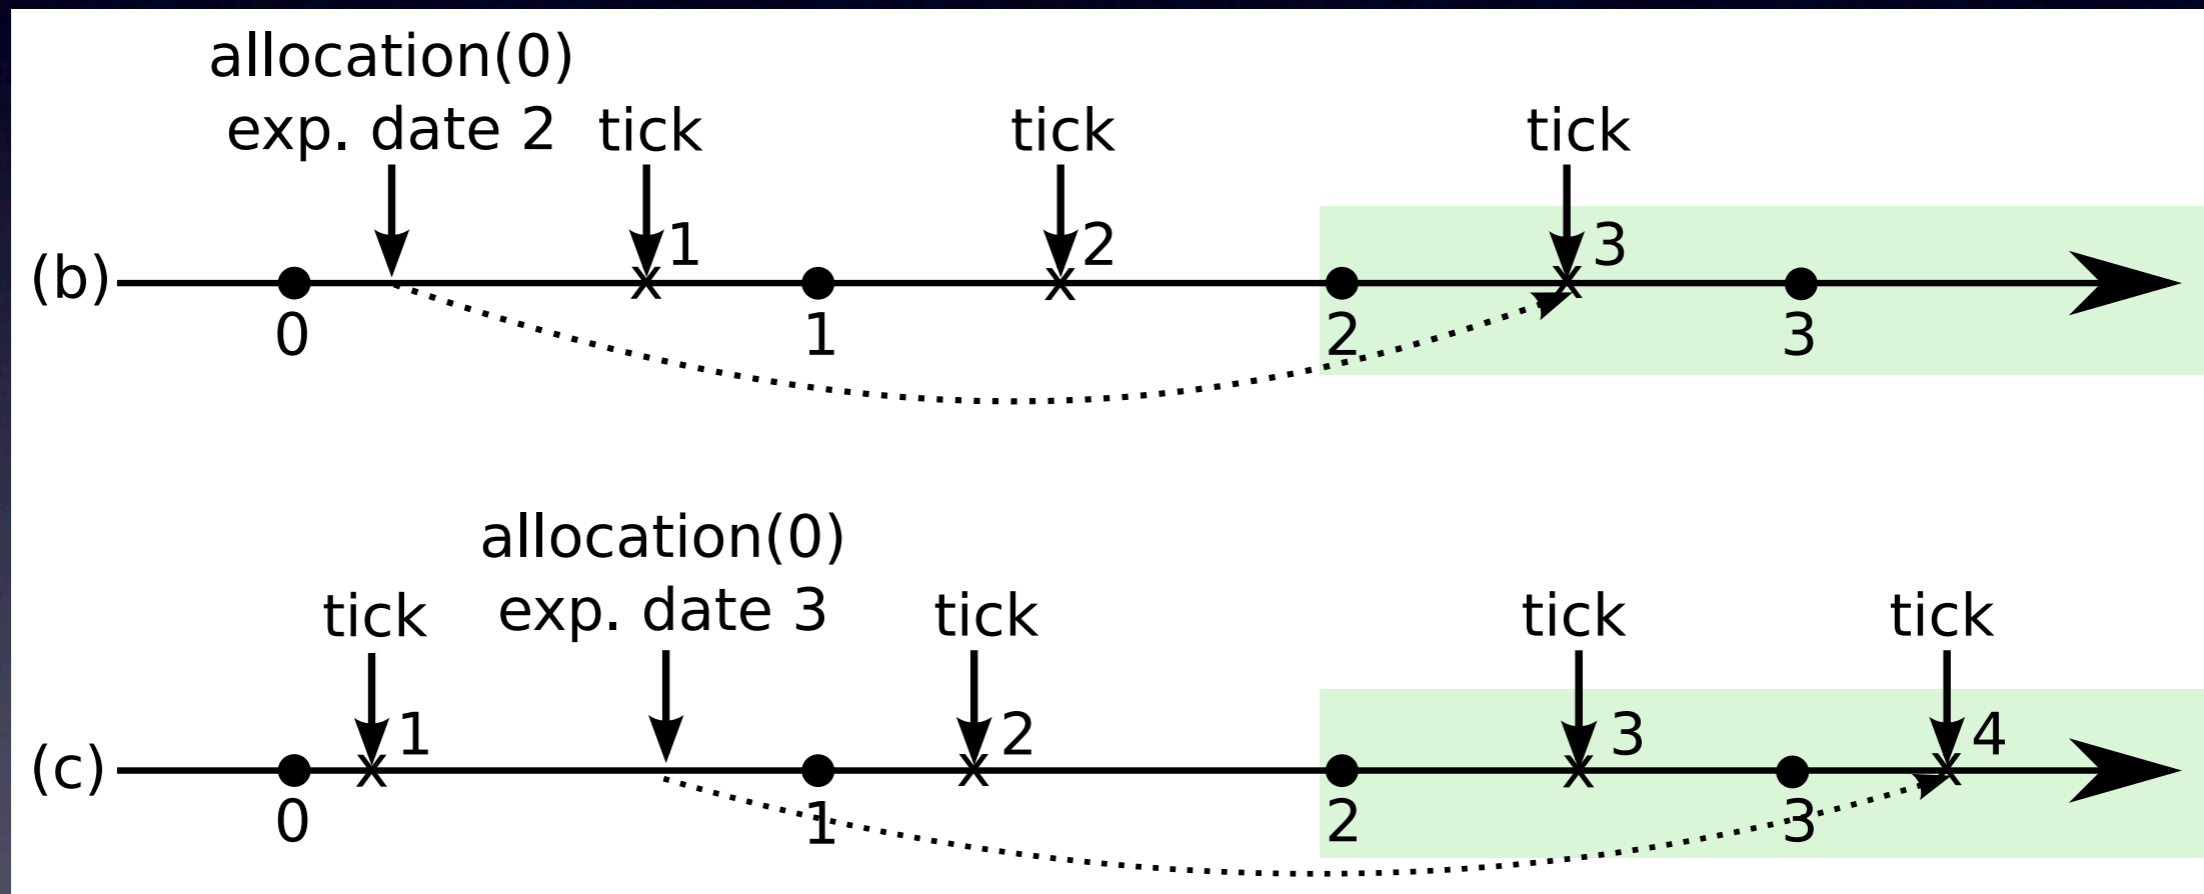 allocation(0)
exp. date 2 tick tick tick
1 2 3
(b)
0 1 2 3
allocation(0)
exp. date 3
tick tick tick tick
1 2 3 4
(c)
0 1 2 3